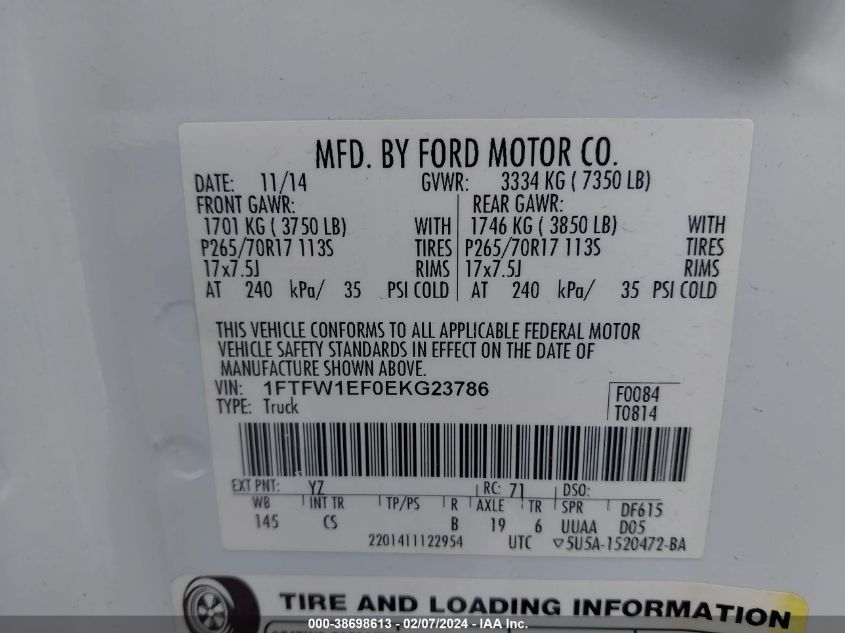 MFD. BY FORD MOTOR CO.
DATE: 11/14 GVWR: 3334 KG ( 7350 LB)
FRONT GAWR: REAR GAWR:
1701 KG ( 3750 LB) WITH 1746 KG ( 3850 LB) WITH
P265/70R17 113S TIRES P265/70R17 113S TIRES
17x7.5J RIMS 17x7.5J RIMS
AT 240 kPa/ 35 PSI COLD AT 240 kPa/ 35 PSI COLD
THIS VEHICLE CONFORMS TO ALL APPLICABLE FEDERAL MOTOR
VEHICLE SAFETY STANDARDS IN EFFECT ON THE DATE OF
MANUFACTURE SHOWN ABOVE.
VIN: 1FTFW1EF0EKG23786 F0084
TYPE: Truck T0814
EXT PNT: YZ RC: 71 DSO:
WB INT TR TP/PS R AXLE TR SPR DF615
145 CS B 19 6 UUAA D05
2201411122954 UTC ▽5U5A-1520472-BA
TIRE AND LOADING INFORMATION
000-38698613 - 02/07/2024 - IAA Inc.